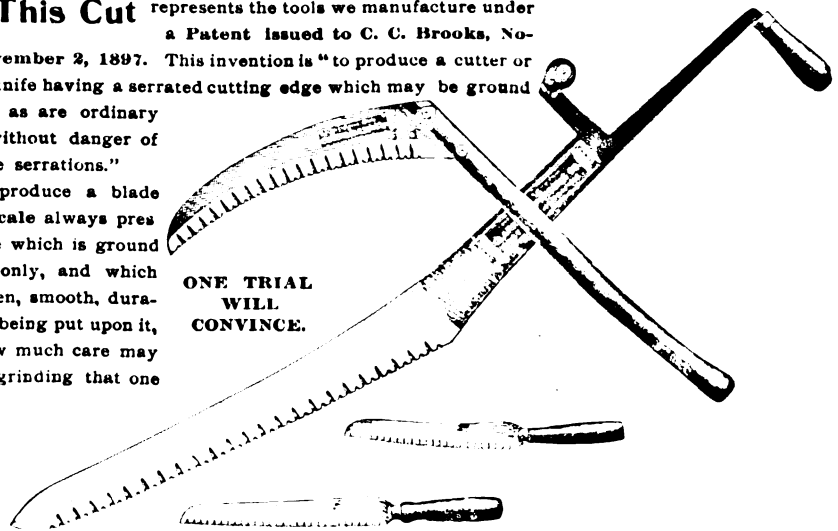 This Cut represents the tools we manufacture under
a Patent issued to C. C. Brooks, No-
vember 2, 1897. This invention is "to produce a cutter or
knife having a serrated cutting edge which may be ground
as are ordinary
without danger of
e serrations."
produce a blade
scale always pres
e which is ground
only, and which
en, smooth, dura-
being put upon it,
w much care may
grinding that one
ONE TRIAL
WILL
CONVINCE.